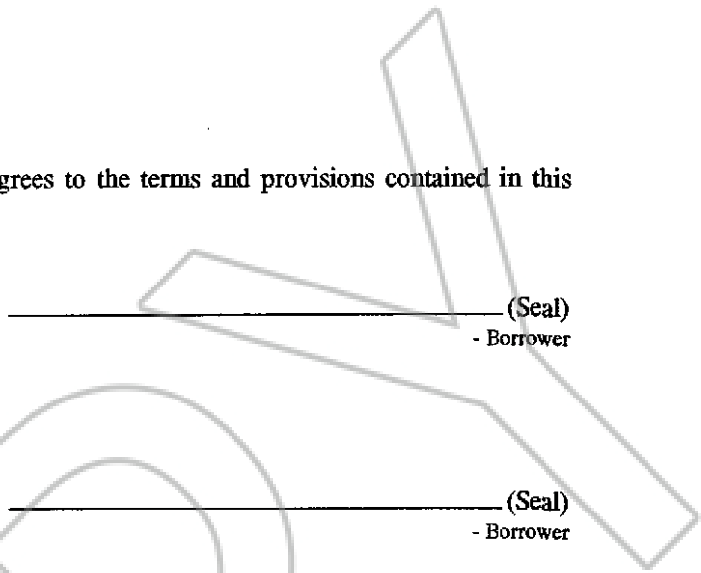 grees to the terms and provisions contained in this
(Seal)
- Borrower
(Seal)
- Borrower